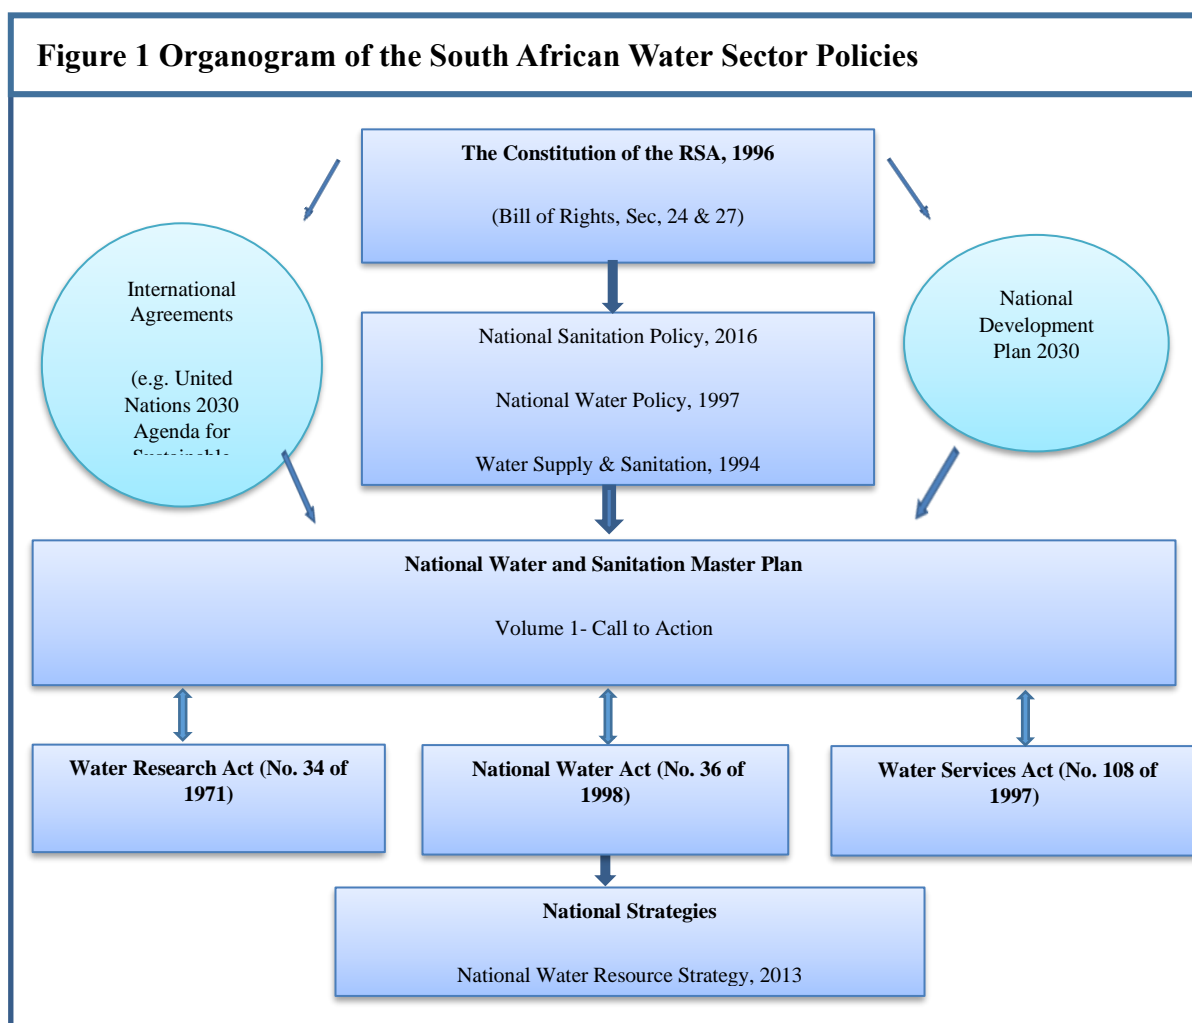 Figure 1 Organogram of the South African Water Sector Policies
The Constitution of the RSA, 1996
(Bill of Rights, Sec, 24 & 27)
International
Agreements
(e.g. United
Nations 2030
Agenda for
Sustainable
National
Development
Plan 2030
National Sanitation Policy, 2016
National Water Policy, 1997
Water Supply & Sanitation, 1994
National Water and Sanitation Master Plan
Volume 1- Call to Action
Water Research Act (No. 34 of
1971)
National Water Act (No. 36 of
1998)
Water Services Act (No. 108 of
1997)
National Strategies
National Water Resource Strategy, 2013